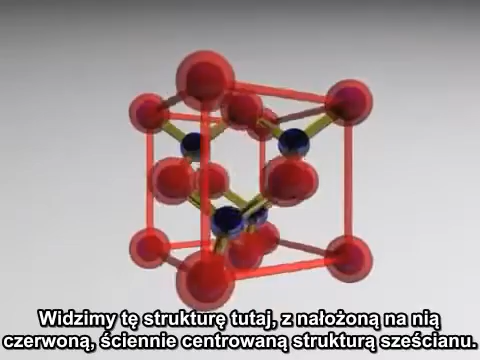 Widzimy tę strukturę tutaj, z nałożoną na nią
czerwoną, ściennie centrowaną strukturą sześcianu.